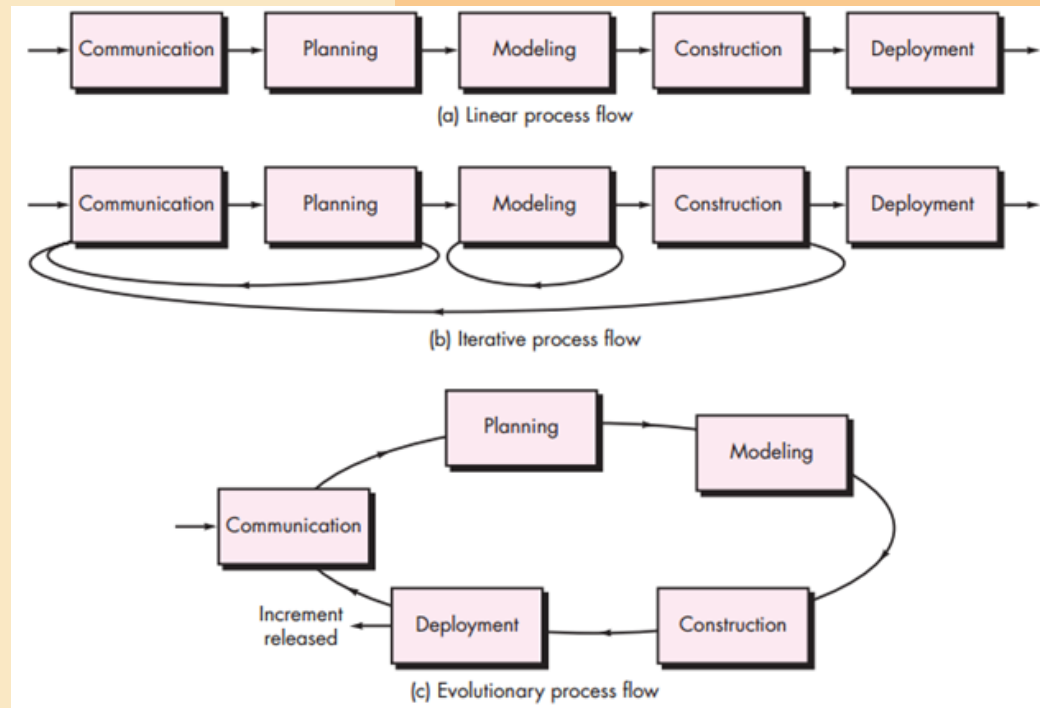 Communication
Planning
Modeling
Construction
Deployment
(a) Linear process flow
Communication
Planning
Modeling
Construction
Deployment
(b) Iterative process flow
Planning
Modeling
Communication
Increment
released
Deployment
Construction
(c) Evolutionary process flow